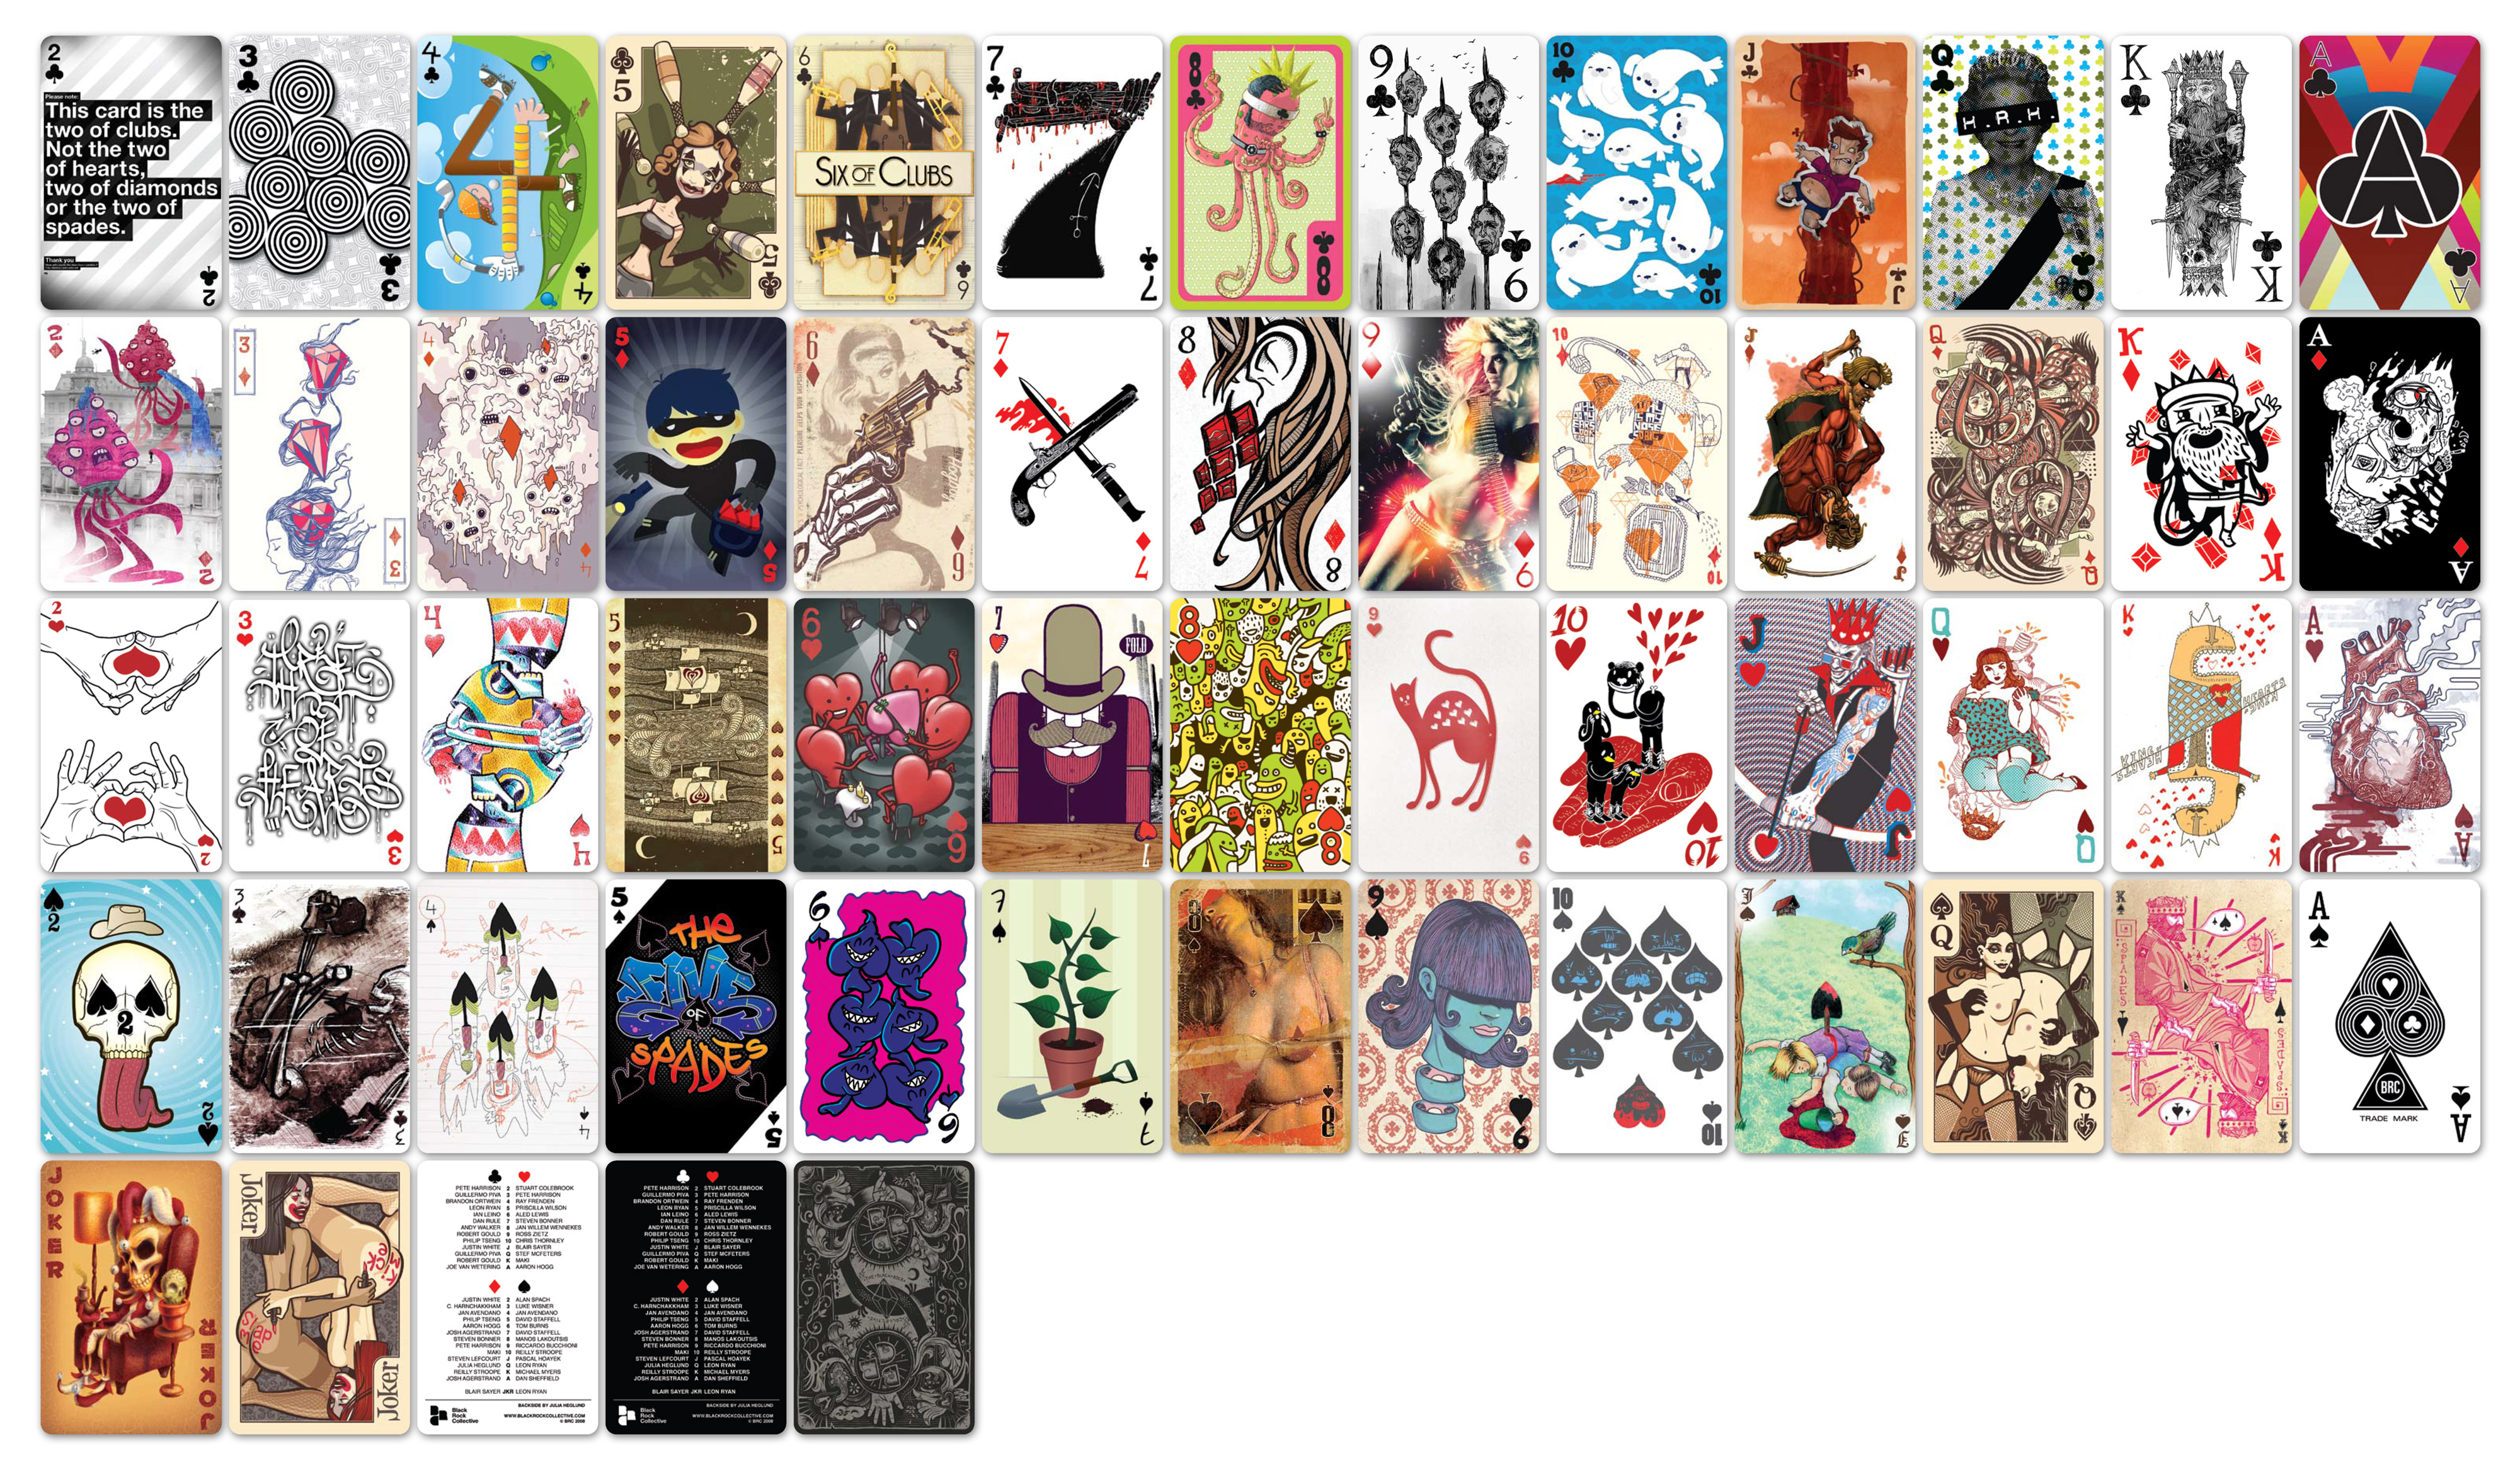 2
Please note:
This card is the
two of clubs.
Not the two
of hearts,
two of diamonds
or the two of
spades.
Thank you
2
3
3
4
4
5
5
6
SIX OF CLUBS
6
7
7
8
8
9
9
10
10
J
J
Q
H.R.H.
Q
K
K
A
A
A
2
2
3
3
4
4
5
5
6
6
7
7
8
8
9
9
10
10
10
J
J
Q
Q
K
K
A
A
2
2
3
THREE
OF
HEARTS
3
4
4
5
5
6
6
7
FOLD
7
8
8
9
9
10
10
J
J
Q
Q
K
KING OF
HEARTS
K
A
A
2
2
2
3
3
4
4
5
THE
FIVE
OF
SPADES
5
6
6
7
7
8
8
9
9
10
10
J
J
Q
Q
K
SPADES
SPADES
K
A
BRC
TRADE MARK
A
JOKER
JOKER
Joker
Joker
PETE HARRISON 2 STUART COLEBROOK
GUILLERMO PIVA 3 PETE HARRISON
BRANDON ORTWEIN 4 RAY FRENDEN
LEON RYAN 5 PRISCILLA WILSON
IAN LEINO 6 ALED LEWIS
DAN RULE 7 STEVEN BONNER
ANDY WALKER 8 JAN WILLEM WENNEKES
ROBERT GOULD 9 ROSS ZIETZ
PHILIP TSENG 10 CHRIS THORNLEY
JUSTIN WHITE J BLAIR SAYER
GUILLERMO PIVA Q STEF MCFETERS
ROBERT GOULD K MAKI
JOE VAN WETERING A AARON HOGG
JUSTIN WHITE 2 ALAN SPACH
C. HARNCHAKKHAM 3 LUKE WISNER
JAN AVENDANO 4 JAN AVENDANO
PHILIP TSENG 5 DAVID STAFFELL
AARON HOGG 6 TOM BURNS
JOSH AGERSTRAND 7 DAVID STAFFELL
STEVEN BONNER 8 MANOS LAKOUTSIS
PETE HARRISON 9 RICCARDO BUCCHIONI
MAKI 10 REILLY STROOPE
STEVEN LEFCOURT J PASCAL HOAYEK
JULIA HEGLUND Q LEON RYAN
REILLY STROOPE K MICHAEL MYERS
JOSH AGERSTRAND A DAN SHEFFIELD
BLAIR SAYER JKR LEON RYAN
Black
Rock
Collective
BACKSIDE BY JULIA HEGLUND
WWW.BLACKROCKCOLLECTIVE.COM
© BRC 2008
PETE HARRISON 2 STUART COLEBROOK
GUILLERMO PIVA 3 PETE HARRISON
BRANDON ORTWEIN 4 RAY FRENDEN
LEON RYAN 5 PRISCILLA WILSON
IAN LEINO 6 ALED LEWIS
DAN RULE 7 STEVEN BONNER
ANDY WALKER 8 JAN WILLEM WENNEKES
ROBERT GOULD 9 ROSS ZIETZ
PHILIP TSENG 10 CHRIS THORNLEY
JUSTIN WHITE J BLAIR SAYER
GUILLERMO PIVA Q STEF MCFETERS
ROBERT GOULD K MAKI
JOE VAN WETERING A AARON HOGG
JUSTIN WHITE 2 ALAN SPACH
C. HARNCHAKKHAM 3 LUKE WISNER
JAN AVENDANO 4 JAN AVENDANO
PHILIP TSENG 5 DAVID STAFFELL
AARON HOGG 6 TOM BURNS
JOSH AGERSTRAND 7 DAVID STAFFELL
STEVEN BONNER 8 MANOS LAKOUTSIS
PETE HARRISON 9 RICCARDO BUCCHIONI
MAKI 10 REILLY STROOPE
STEVEN LEFCOURT J PASCAL HOAYEK
JULIA HEGLUND Q LEON RYAN
REILLY STROOPE K MICHAEL MYERS
JOSH AGERSTRAND A DAN SHEFFIELD
BLAIR SAYER JKR LEON RYAN
Black
Rock
Collective
BACKSIDE BY JULIA HEGLUND
WWW.BLACKROCKCOLLECTIVE.COM
© BRC 2008